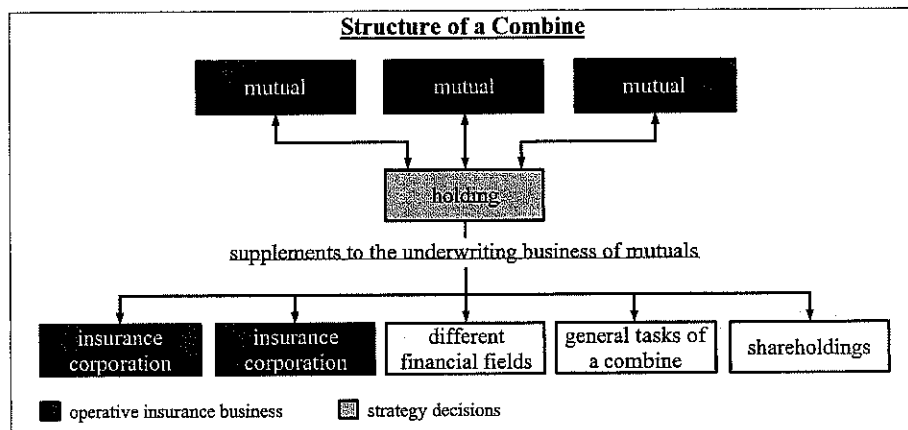 Structure of a Combine
mutual mutual mutual
holding
supplements to the underwriting business of mutuals
insurance corporation
insurance corporation
different financial fields
general tasks of a combine
shareholdings
operative insurance business strategy decisions